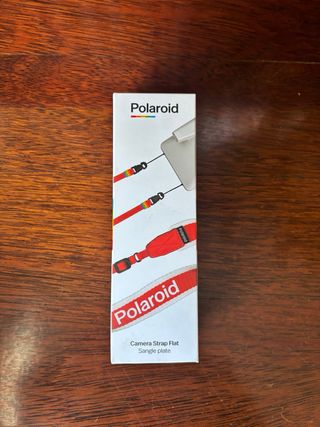 Polaroid
Polaroid
Camera Strap Flat
Sangle plate